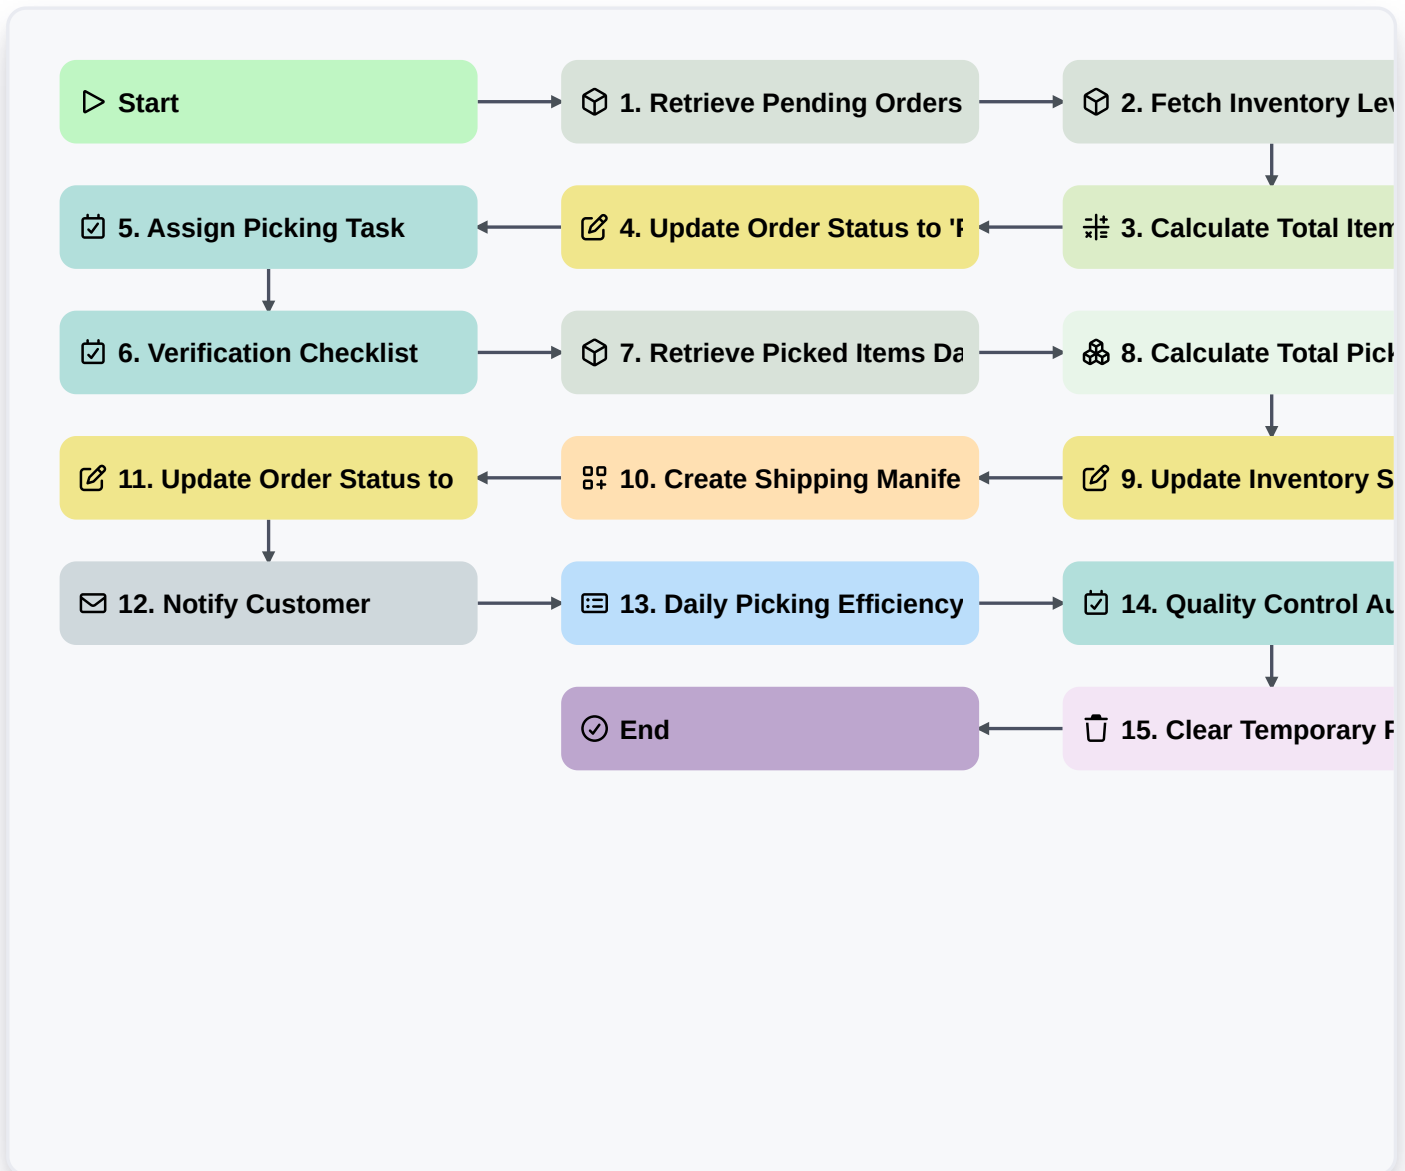 Start
1. Retrieve Pending Orders
2. Fetch Inventory Lev
5. Assign Picking Task
4. Update Order Status to '
3. Calculate Total Item
6. Verification Checklist
7. Retrieve Picked Items Da
8. Calculate Total Pick
11. Update Order Status to
10. Create Shipping Manife
9. Update Inventory S
12. Notify Customer
13. Daily Picking Efficiency
14. Quality Control Au
End
15. Clear Temporary